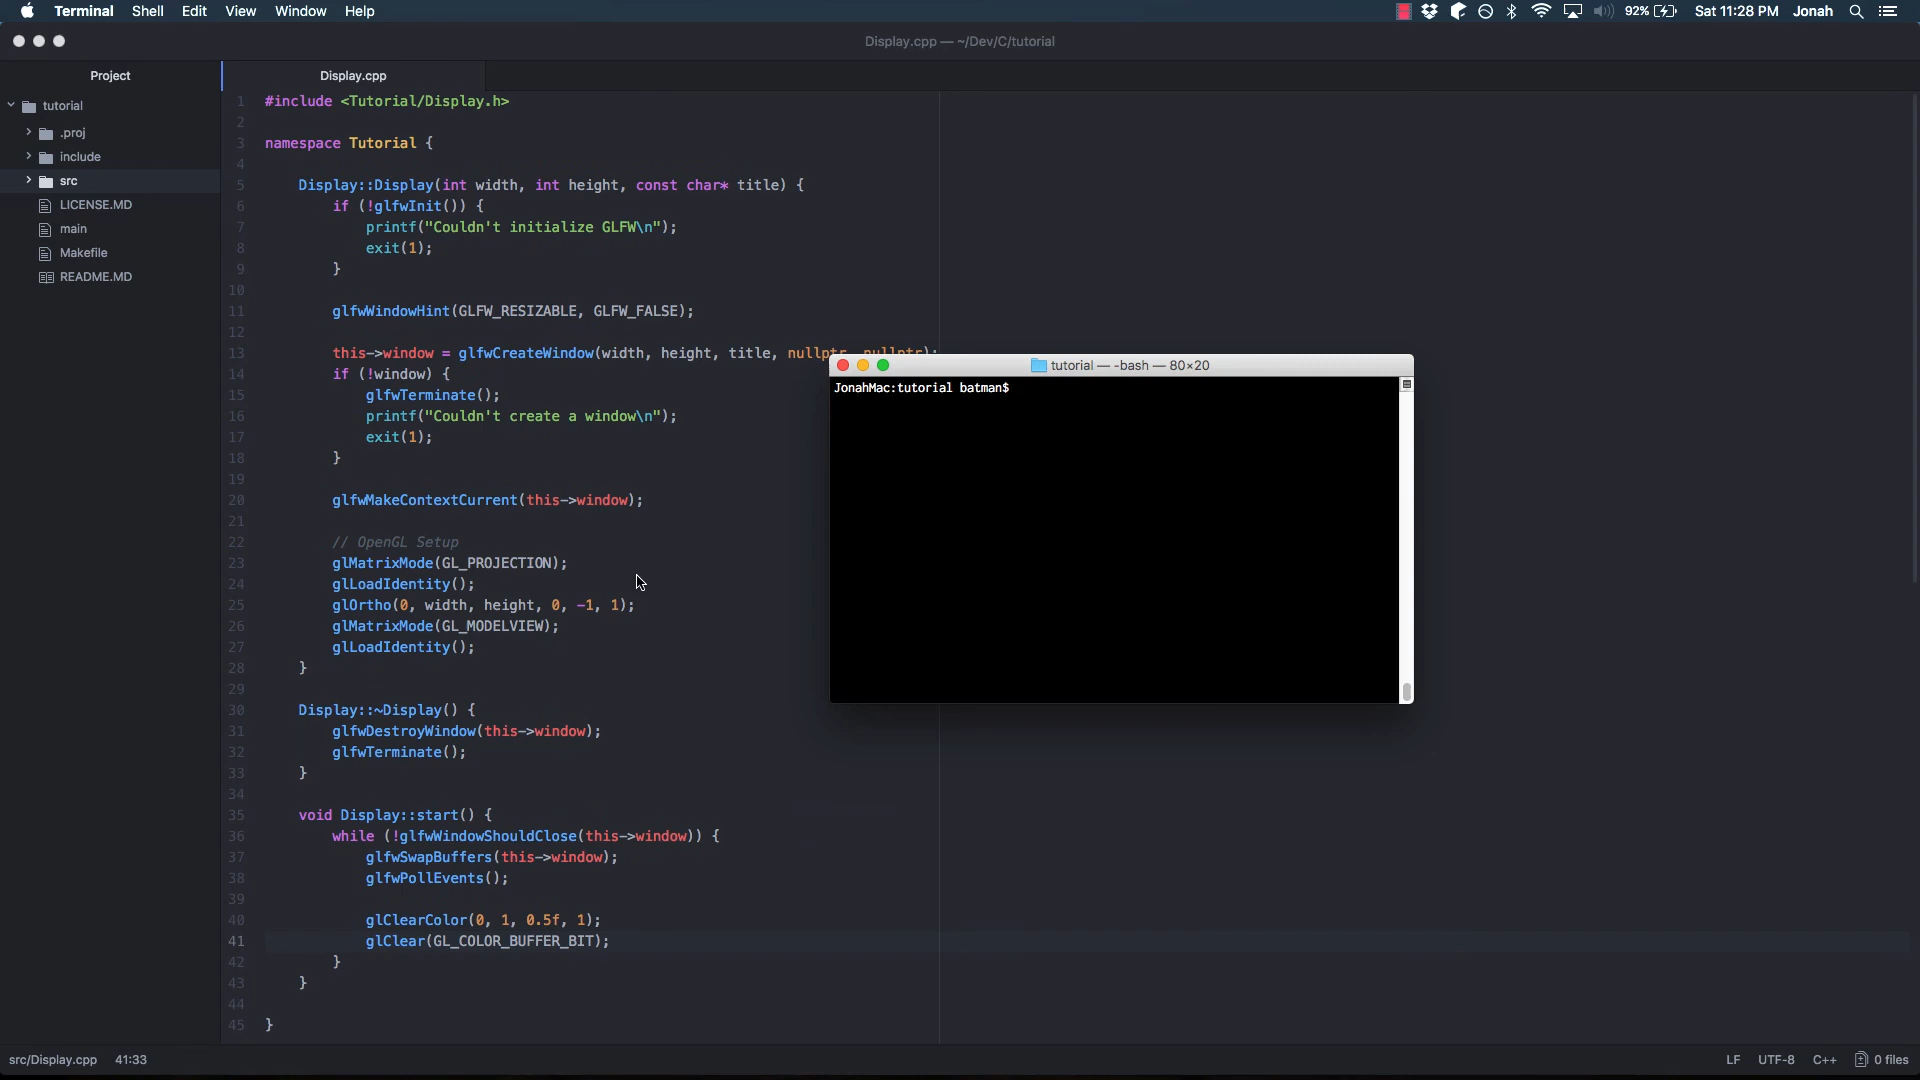 Terminal Shell Edit View Window Help
92% Sat 11:28 PM Jonah
Display.cpp — ~/Dev/C/tutorial
Project
Display.cpp
tutorial
.proj
include
src
LICENSE.MD
main
Makefile
README.MD
1 #include <Tutorial/Display.h>
2
3 namespace Tutorial {
4
5 Display::Display(int width, int height, const char* title) {
6 if (!glfwInit()) {
7 printf("Couldn't initialize GLFW\n");
8 exit(1);
9 }
10
11 glfwWindowHint(GLFW_RESIZABLE, GLFW_FALSE);
12
13 this->window = glfwCreateWindow(width, height, title, nullptr, nullptr);
14 if (!window) {
15 glfwTerminate();
16 printf("Couldn't create a window\n");
17 exit(1);
18 }
19
20 glfwMakeContextCurrent(this->window);
21
22 // OpenGL Setup
23 glMatrixMode(GL_PROJECTION);
24 glLoadIdentity();
25 glOrtho(0, width, height, 0, -1, 1);
26 glMatrixMode(GL_MODELVIEW);
27 glLoadIdentity();
28 }
29
30 Display::~Display() {
31 glfwDestroyWindow(this->window);
32 glfwTerminate();
33 }
34
35 void Display::start() {
36 while (!glfwWindowShouldClose(this->window)) {
37 glfwSwapBuffers(this->window);
38 glfwPollEvents();
39
40 glClearColor(0, 1, 0.5f, 1);
41 glClear(GL_COLOR_BUFFER_BIT);
42 }
43 }
44
45 }
tutorial — -bash — 80×20
JonahMac:tutorial batman$
src/Display.cpp 41:33
LF UTF-8 C++ 0 files